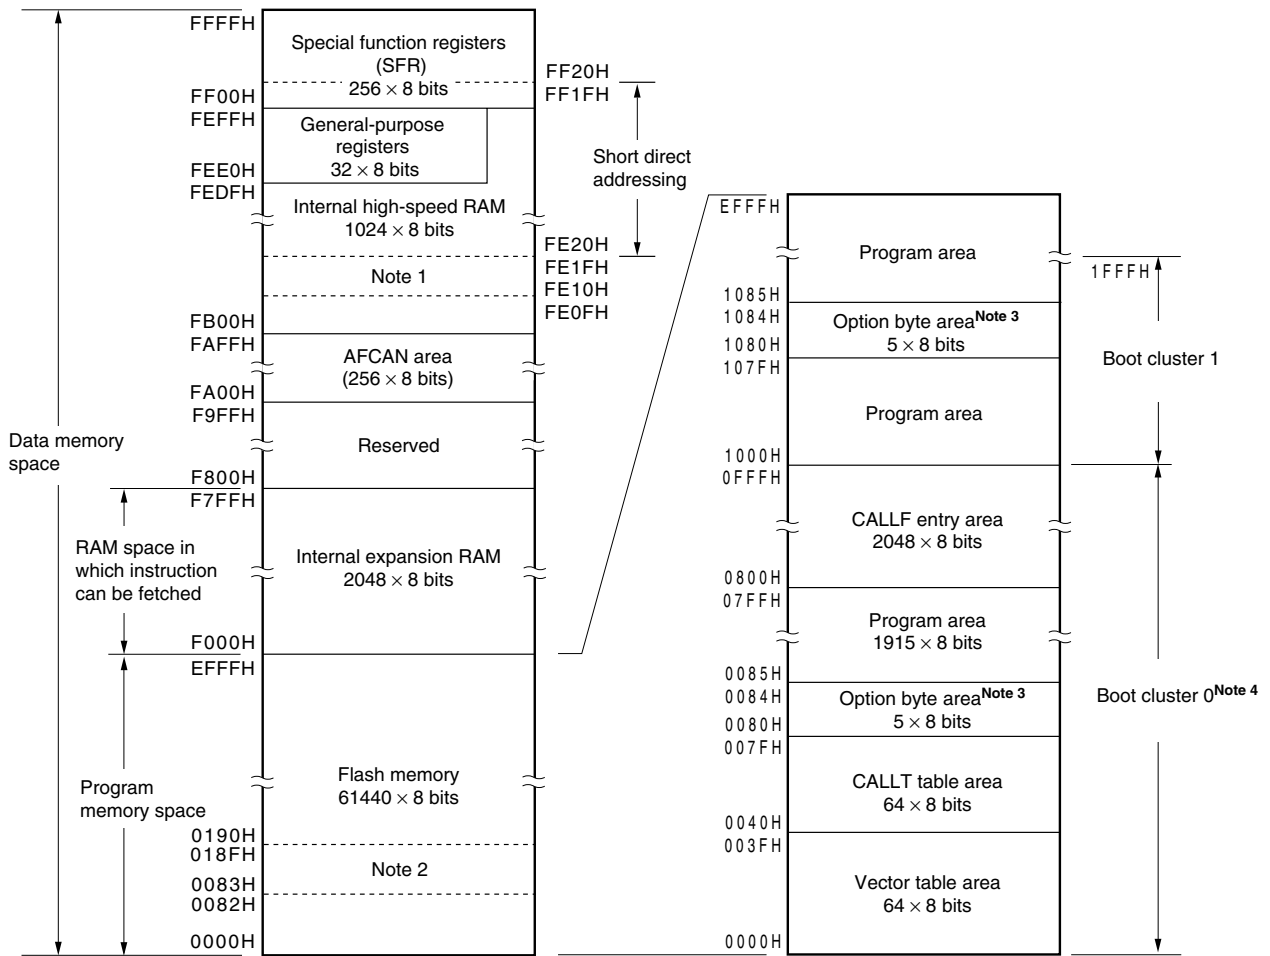 FFFFH
Special function registers
(SFR)
256 × 8 bits
FF20H
FF1FH
FF00H
FEFFH
General-purpose
registers
32 × 8 bits
FEE0H
FEDFH
Short direct
addressing
Internal high-speed RAM
1024 × 8 bits
FE20H
FE1FH
Note 1
FE10H
FE0FH
FB00H
FAFFH
AFCAN area
(256 × 8 bits)
FA00H
F9FFH
Reserved
Data memory
space
F800H
F7FFH
RAM space in
which instruction
can be fetched
Internal expansion RAM
2048 × 8 bits
F000H
EFFFH
Program
memory space
Flash memory
61440 × 8 bits
0190H
018FH
Note 2
0083H
0082H
0000H
EFFFH
Program area
1FFFH
1085H
1084H
Option byte area Note 3
5 × 8 bits
1080H
107FH
Boot cluster 1
Program area
1000H
0FFFH
CALLF entry area
2048 × 8 bits
0800H
07FFH
Program area
1915 × 8 bits
0085H
0084H
Option byte area Note 3
5 × 8 bits
0080H
007FH
Boot cluster 0 Note 4
CALLT table area
64 × 8 bits
0040H
003FH
Vector table area
64 × 8 bits
0000H